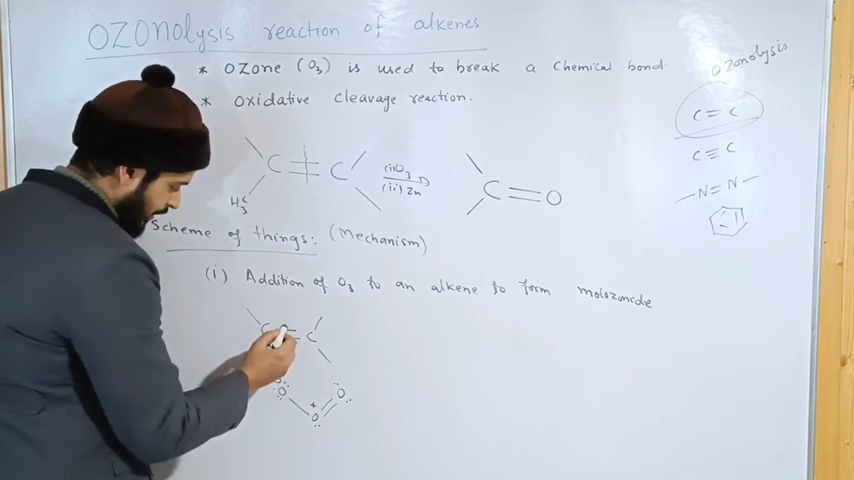 Ozonolysis reaction of alkenes
* Ozone (O₃) is used to break a chemical bond.
* Oxidative cleavage reaction.
Ozonolysis
C = C
C ≡ C
N = N
C = C
H₃C
(i) O₃
(ii) Zn
C = O
Scheme of things: (Mechanism)
(i) Addition of O₃ to an alkene to form molozonide
C = C
:O: O: +
O